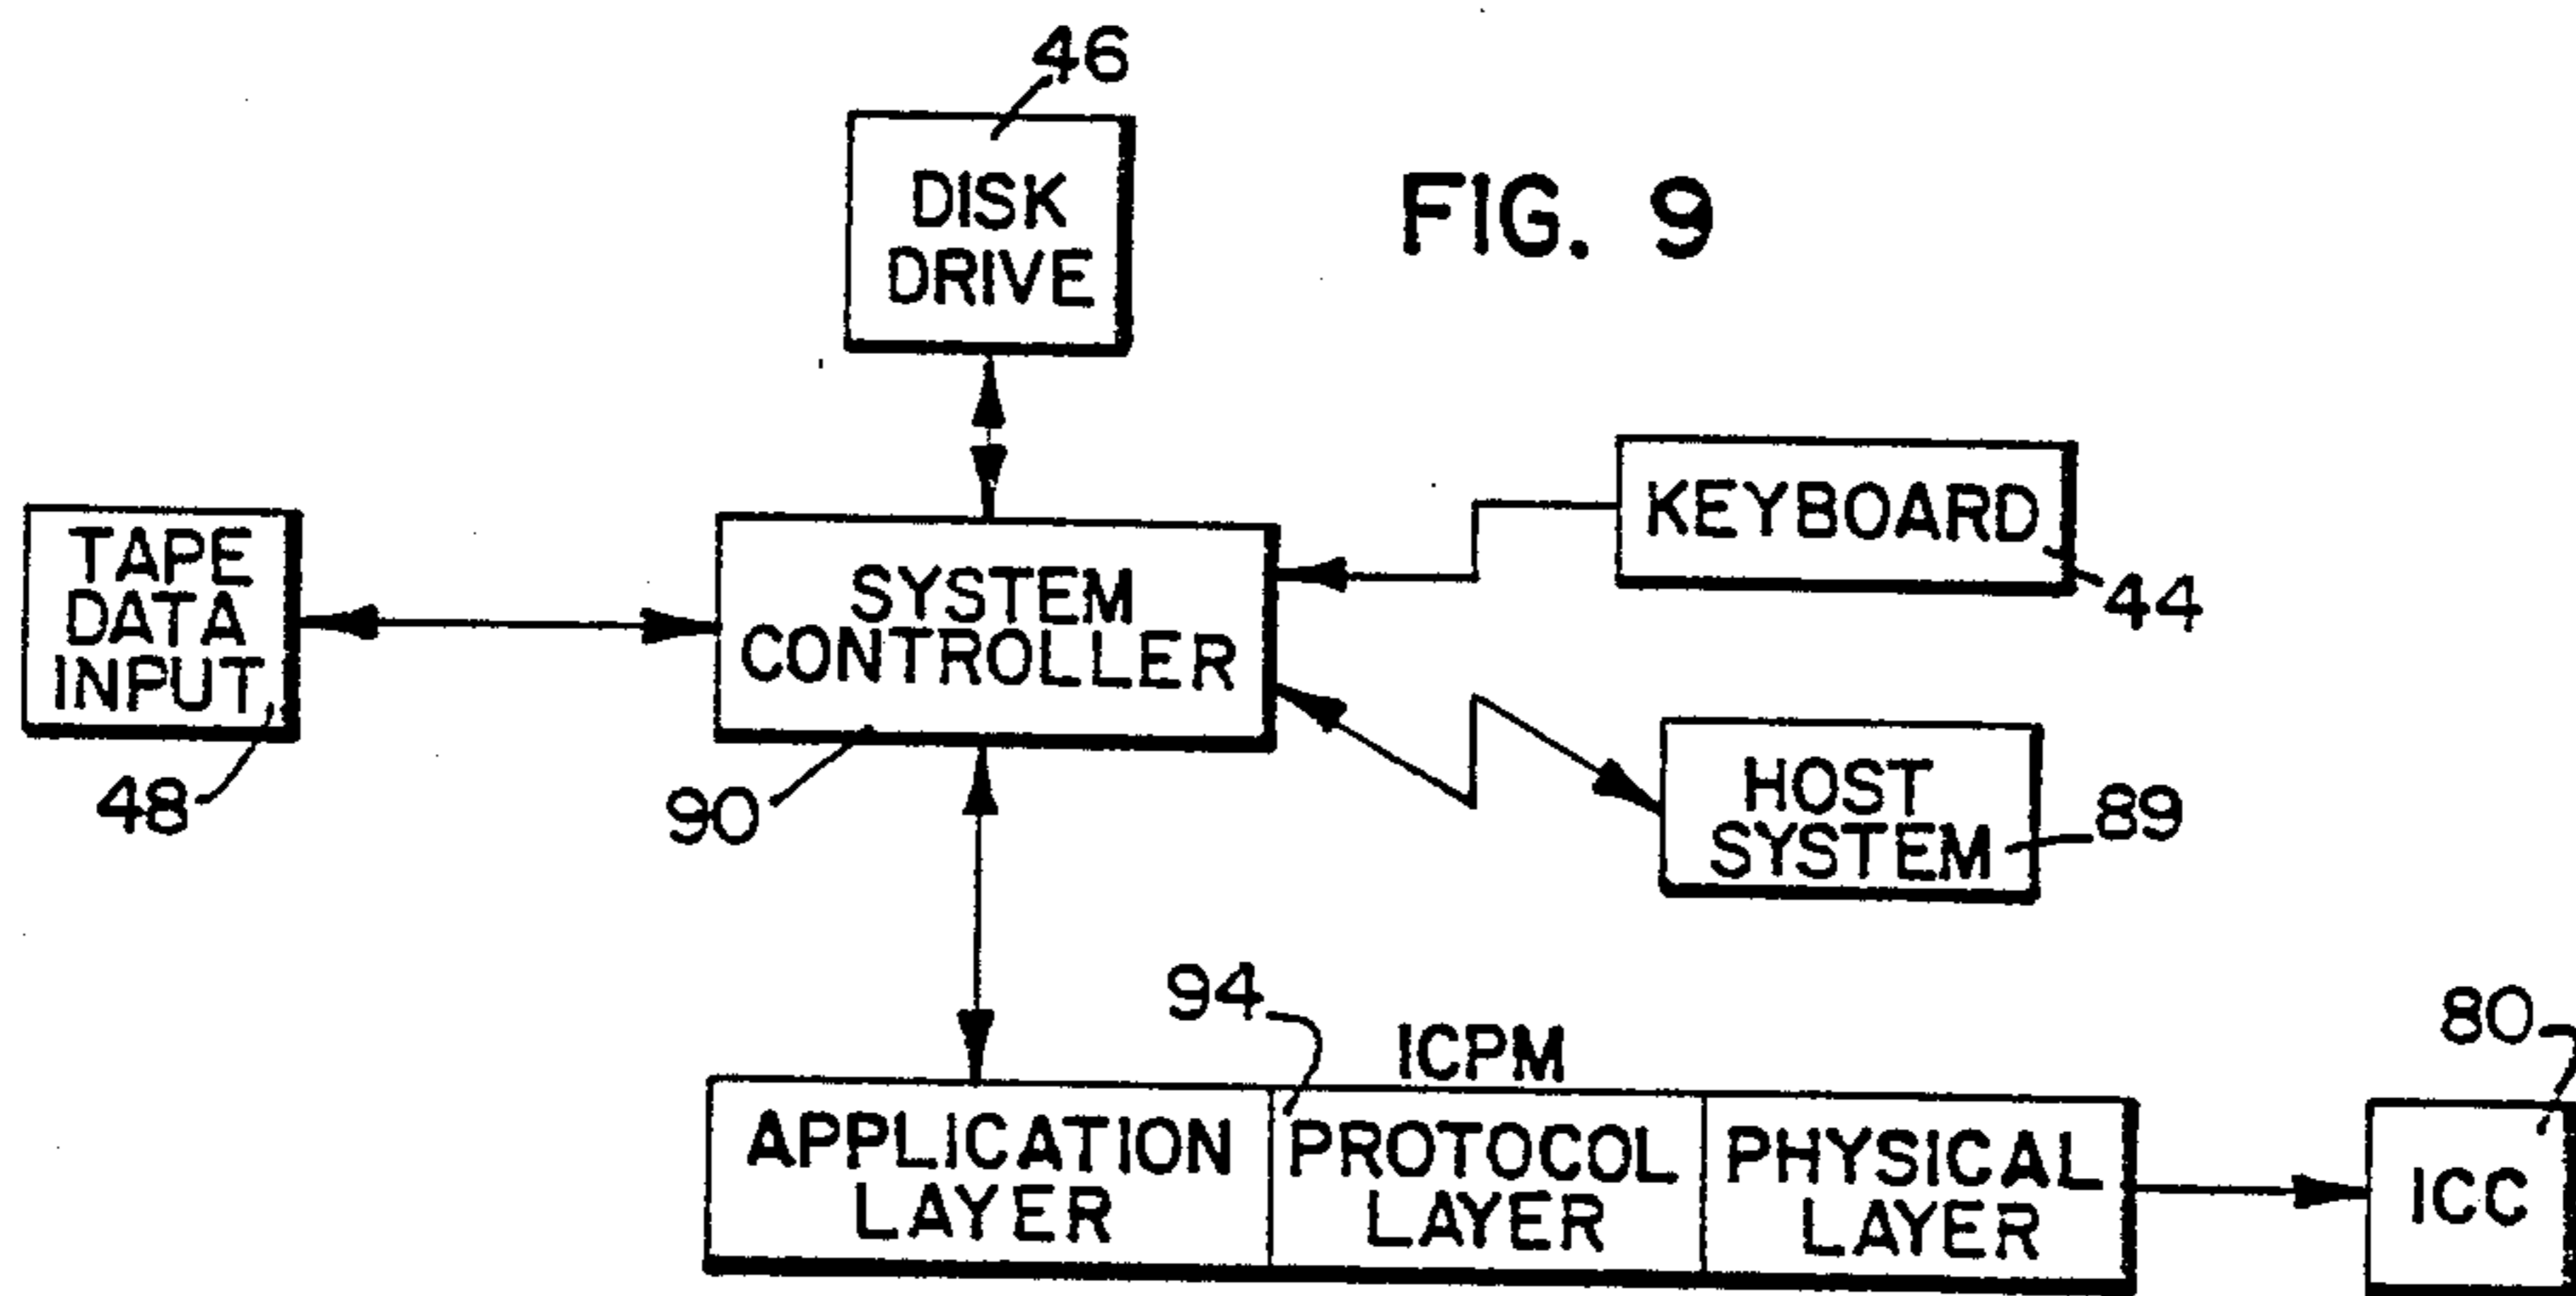 46
DISK
DRIVE
FIG. 9
KEYBOARD
44
TAPE
DATA
INPUT
48
SYSTEM
CONTROLLER
90
HOST
SYSTEM
89
94
ICPM
80
APPLICATION
LAYER
PROTOCOL
LAYER
PHYSICAL
LAYER
ICC